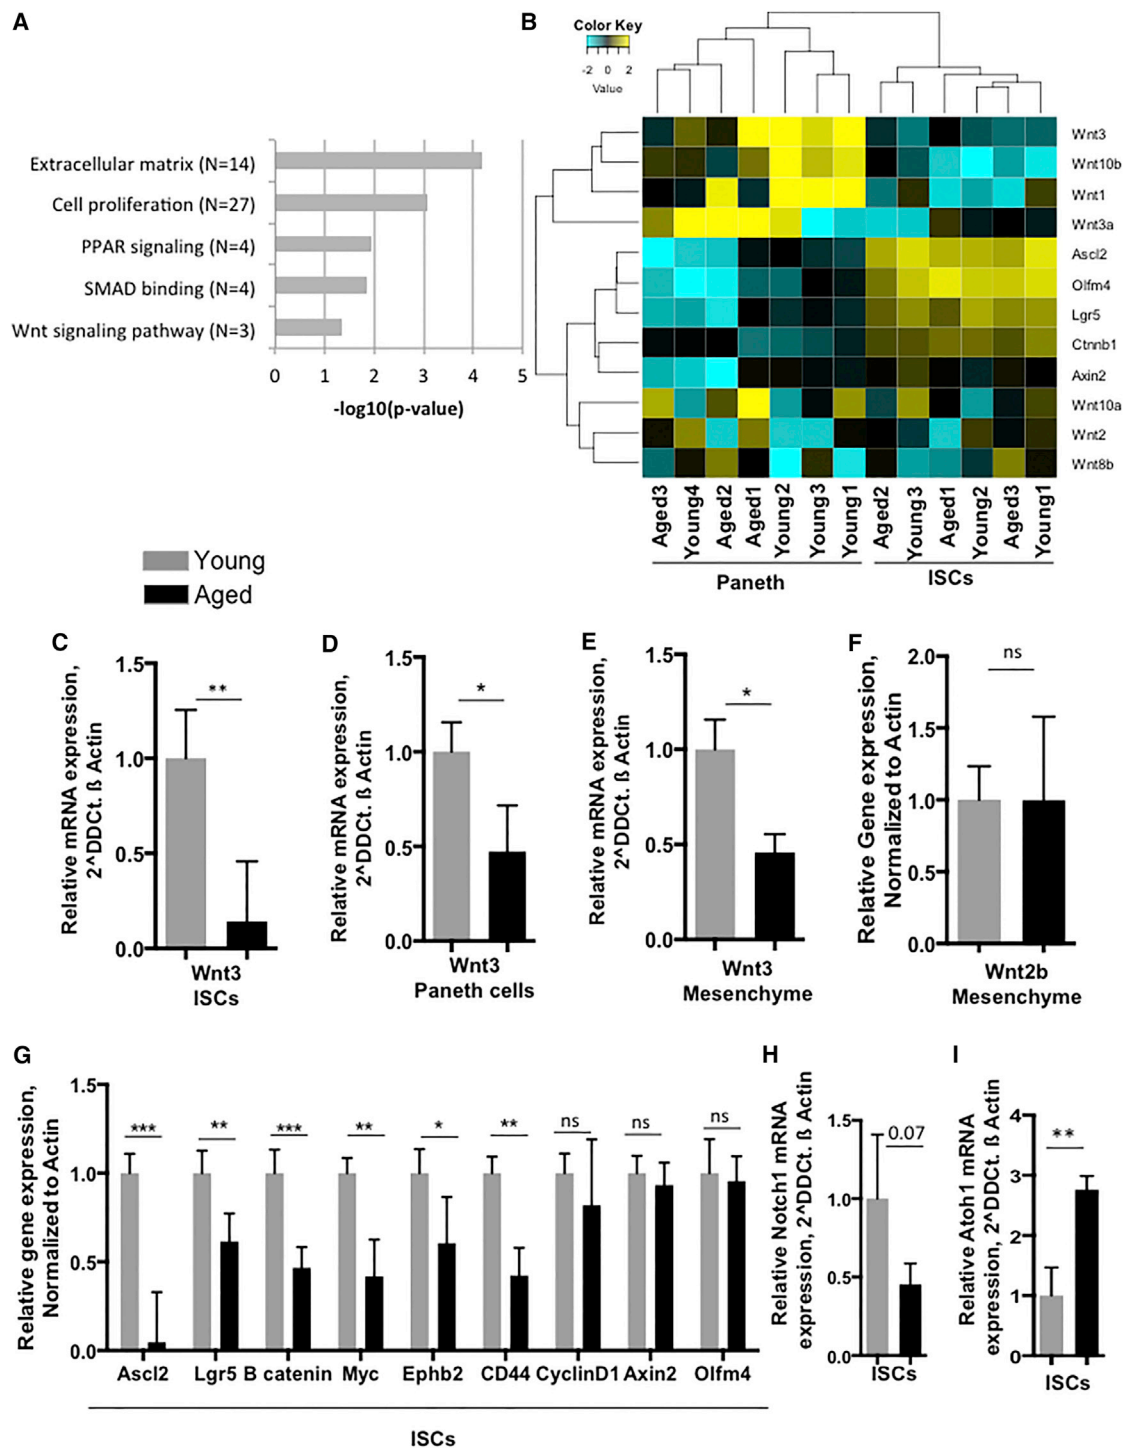 A
Extracellular matrix (N=14)
Cell proliferation (N=27)
PPAR signaling (N=4)
SMAD binding (N=4)
Wnt signaling pathway (N=3)
0 1 2 3 4 5
-log10(p-value)
B
Color Key
-2 0 2
Value
Wnt3
Wnt10b
Wnt1
Wnt3a
Ascl2
Olfm4
Lgr5
Ctnnb1
Axin2
Wnt10a
Wnt2
Wnt8b
Aged3
Young4
Aged2
Aged1
Young2
Young3
Young1
Aged2
Young3
Aged1
Young2
Aged3
Young1
Paneth
ISCs
Young
Aged
C
Relative mRNA expression,
2^DDCt. ß Actin
1.5
1.0
0.5
0.0
**
Wnt3
ISCs
D
Relative mRNA expression,
2^DDCt. ß Actin
1.5
1.0
0.5
0.0
*
Wnt3
Paneth cells
E
Relative mRNA expression,
2^DDCt. ß Actin
1.5
1.0
0.5
0.0
*
Wnt3
Mesenchyme
F
Relative Gene expression,
Normalized to Actin
2.0
1.5
1.0
0.5
0.0
ns
Wnt2b
Mesenchyme
G
Relative gene expression,
Normalized to Actin
1.5
1.0
0.5
0.0
*** ** *** ** * ** ns ns ns
Ascl2 Lgr5 B catenin Myc Ephb2 CD44 CyclinD1 Axin2 Olfm4
ISCs
H
Relative Notch1 mRNA
expression, 2^DDCt. ß Actin
1.5
1.0
0.5
0.0
0.07
ISCs
I
Relative Atoh1 mRNA
expression, 2^DDCt. ß Actin
4
3
2
1
0
**
ISCs